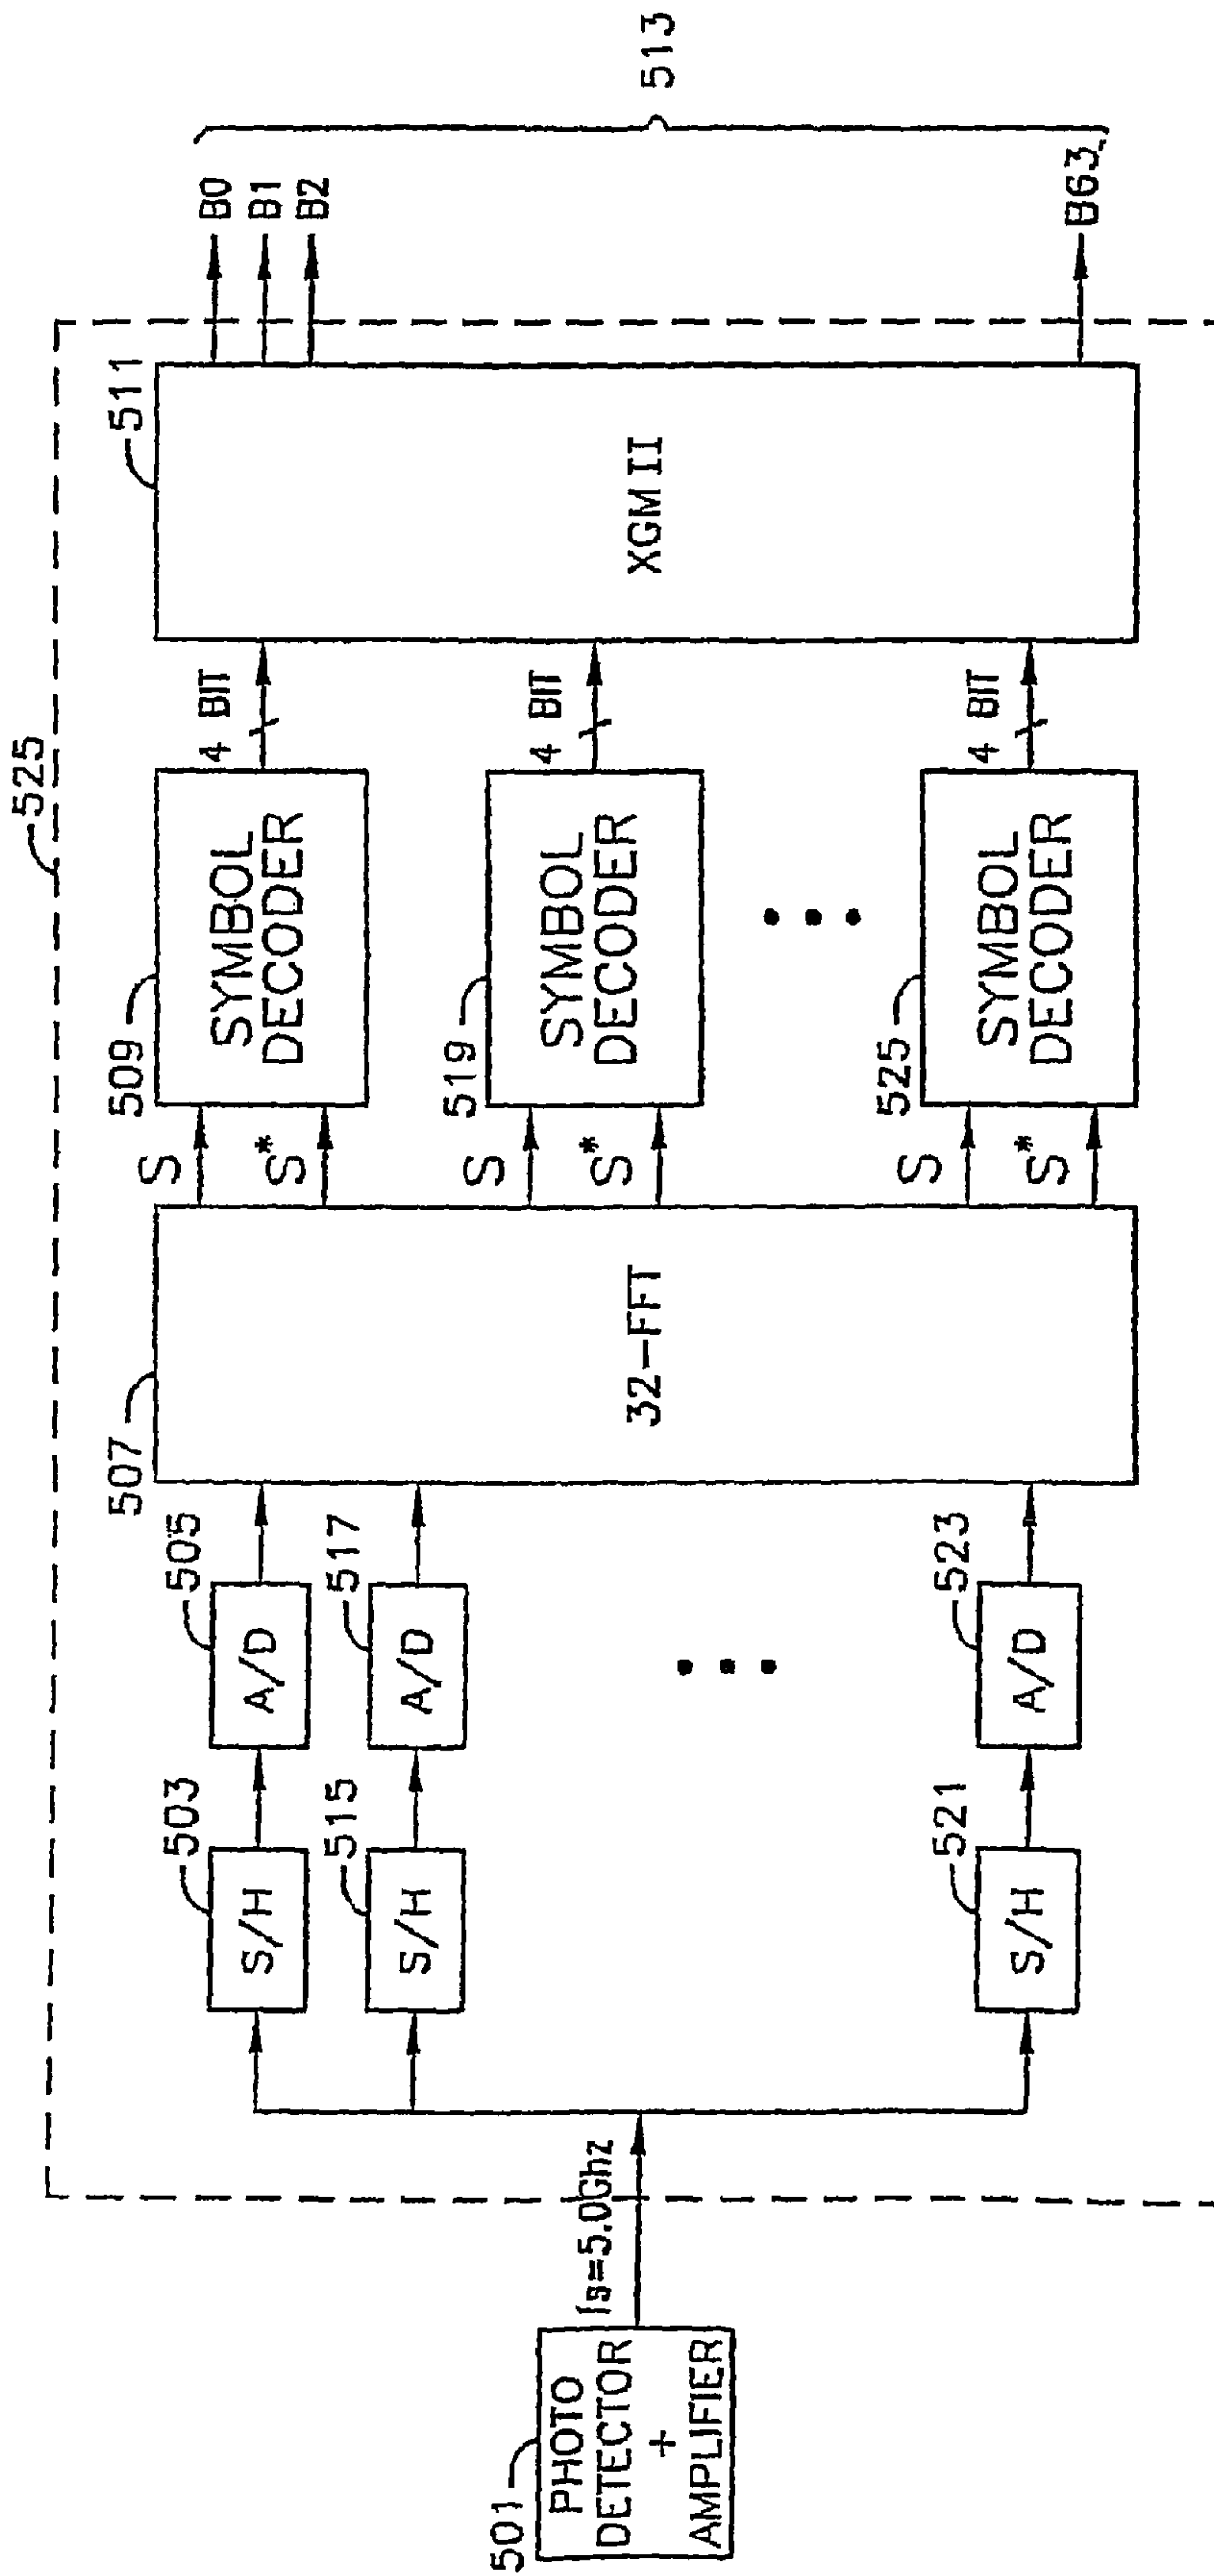 525
501
PHOTO
DETECTOR
+
AMPLIFIER
fs=5.0Ghz
503
S/H
505
A/D
515
S/H
517
A/D
521
S/H
523
A/D
507
32-FFT
S
S*
S
S*
S
S*
509
SYMBOL
DECODER
519
SYMBOL
DECODER
525
SYMBOL
DECODER
4 BIT
4 BIT
4 BIT
511
XGM II
B0
B1
B2
B63
513